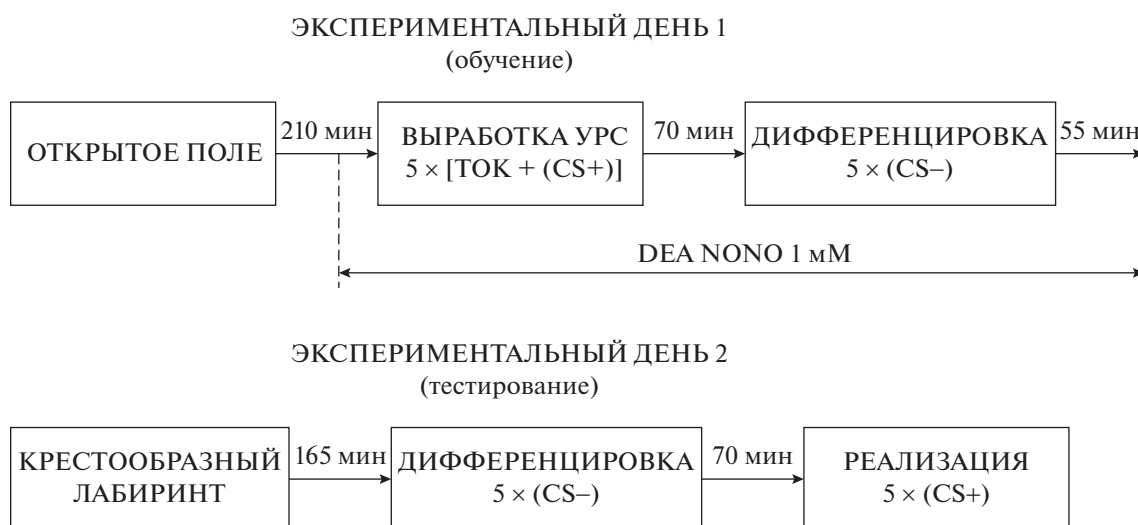 ЭКСПЕРИМЕНТАЛЬНЫЙ ДЕНЬ 1
(обучение)
ОТКРЫТОЕ ПОЛЕ
210 мин
ВЫРАБОТКА УРС
5 × [ТОК + (CS+)]
70 мин
ДИФФЕРЕНЦИРОВКА
5 × (CS–)
55 мин
DEA NONO 1 мМ
ЭКСПЕРИМЕНТАЛЬНЫЙ ДЕНЬ 2
(тестирование)
КРЕСТООБРАЗНЫЙ
ЛАБИРИНТ
165 мин
ДИФФЕРЕНЦИРОВКА
5 × (CS–)
70 мин
РЕАЛИЗАЦИЯ
5 × (CS+)